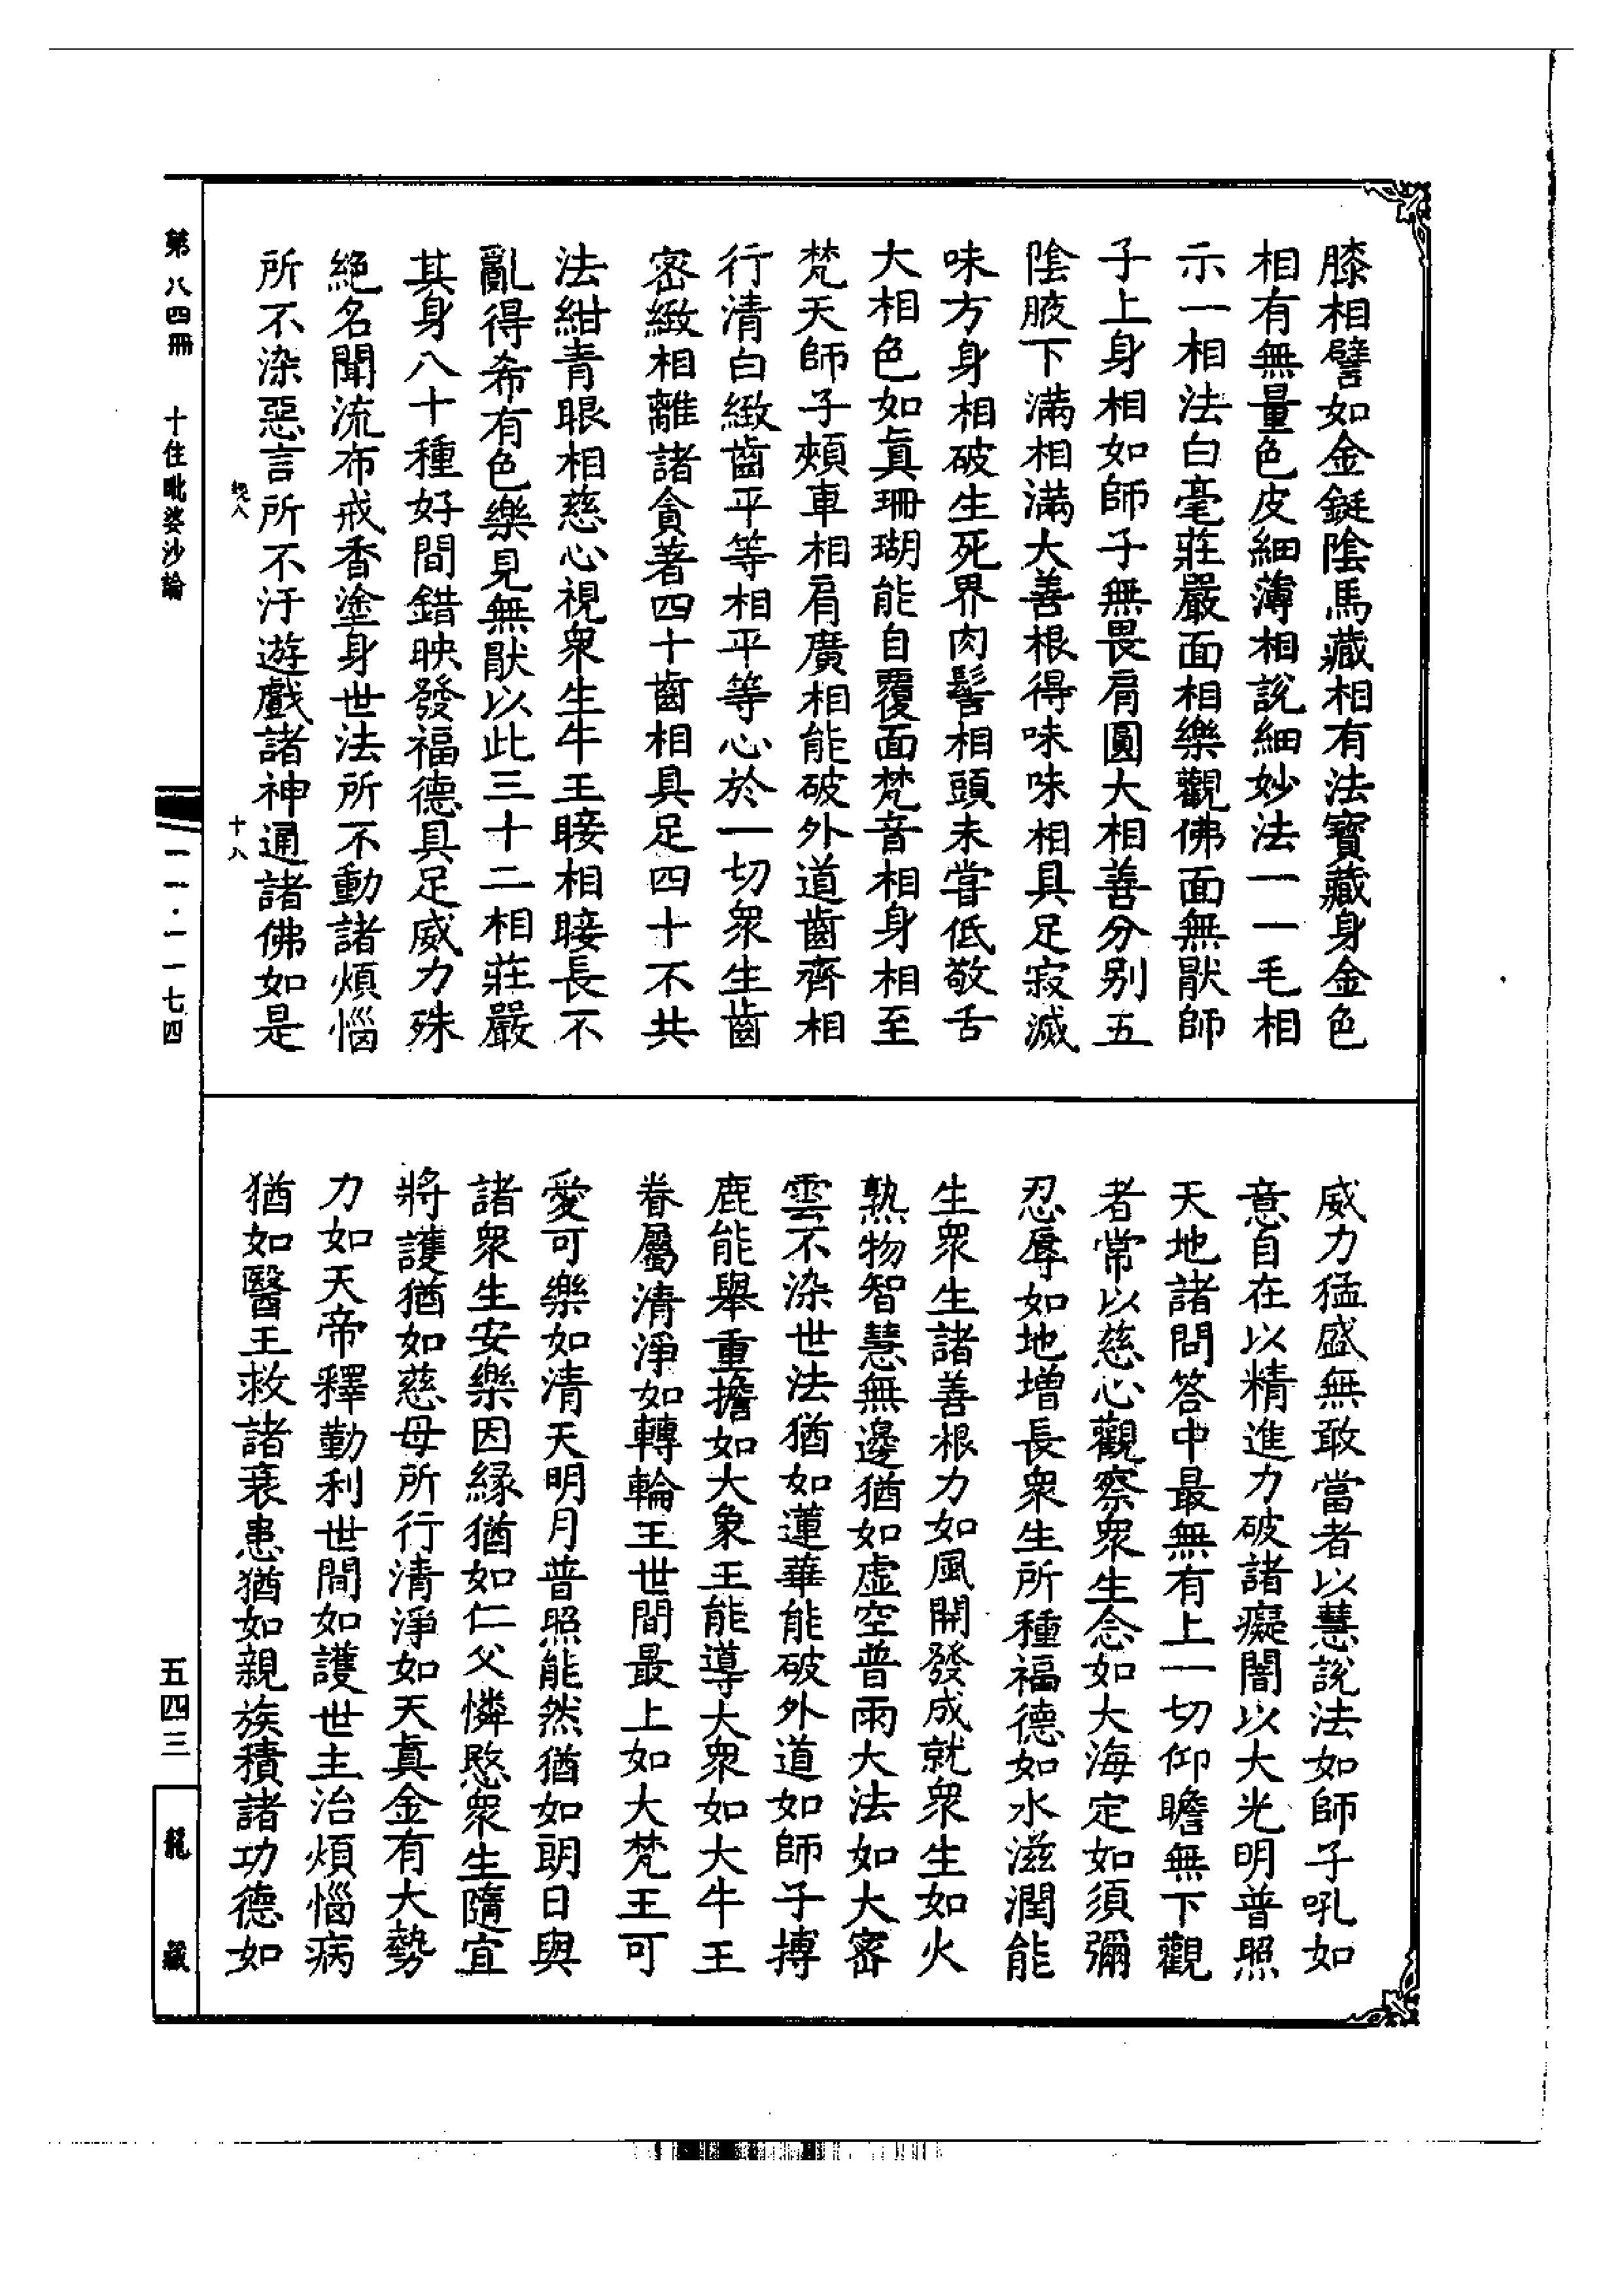 膝相譬如金鋌陰馬藏相有法寶藏身金色
相有無量色皮細薄相說細妙法一一毛相
示一相法白毫莊嚴面相樂觀佛面無猒師
子上身相如師子無畏肩圓大相善分別五
陰腋下滿相滿大善根得味味相具足寂滅
味方身相破生死界肉髻相頭未嘗低敬舌
大相色如真珊瑚能自覆面梵音相身相至
梵天師子頰車相肩廣相能破外道齒齊相
行清白緻齒平等相平等心於一切眾生齒
密緻相離諸貪著四十齒相具足四十不共
法紺青眼相慈心視眾生牛王睫相睫長不
亂得希有色樂見無猒以此三十二相莊嚴
其身八十種好間錯映發福德具足威力殊
絕名聞流布戒香塗身世法所不動諸煩惱
所不染惡言所不汙遊戲諸神通諸佛如是
威力猛盛無敢當者以慧說法如師子吼如
意自在以精進力破諸癡闇以大光明普照
天地諸問答中最無有上一切仰瞻無下觀
者常以慈心觀察眾生念如大海定如須彌
忍辱如地增長眾生所種福德如水滋潤能
生眾生諸善根力如風開發成就眾生如火
熟物智慧無邊猶如虛空普雨大法如大密
雲不染世法猶如蓮華能破外道如師子搏
鹿能舉重擔如大象王能導大眾如大牛王
眷屬清淨如轉輪王世間最上如大梵王可
愛可樂如清天明月普照能然猶如朗日與
諸眾生安樂因緣猶如仁父憐愍眾生隨宜
將護猶如慈母所行清淨如天真金有大勢
力如天帝釋勤利世間如護世主治煩惱病
猶如醫王救諸衰患猶如親族積諸功德如
十八
第八四冊 十住毗婆沙論
一一一·一一七四
五四三
龍藏